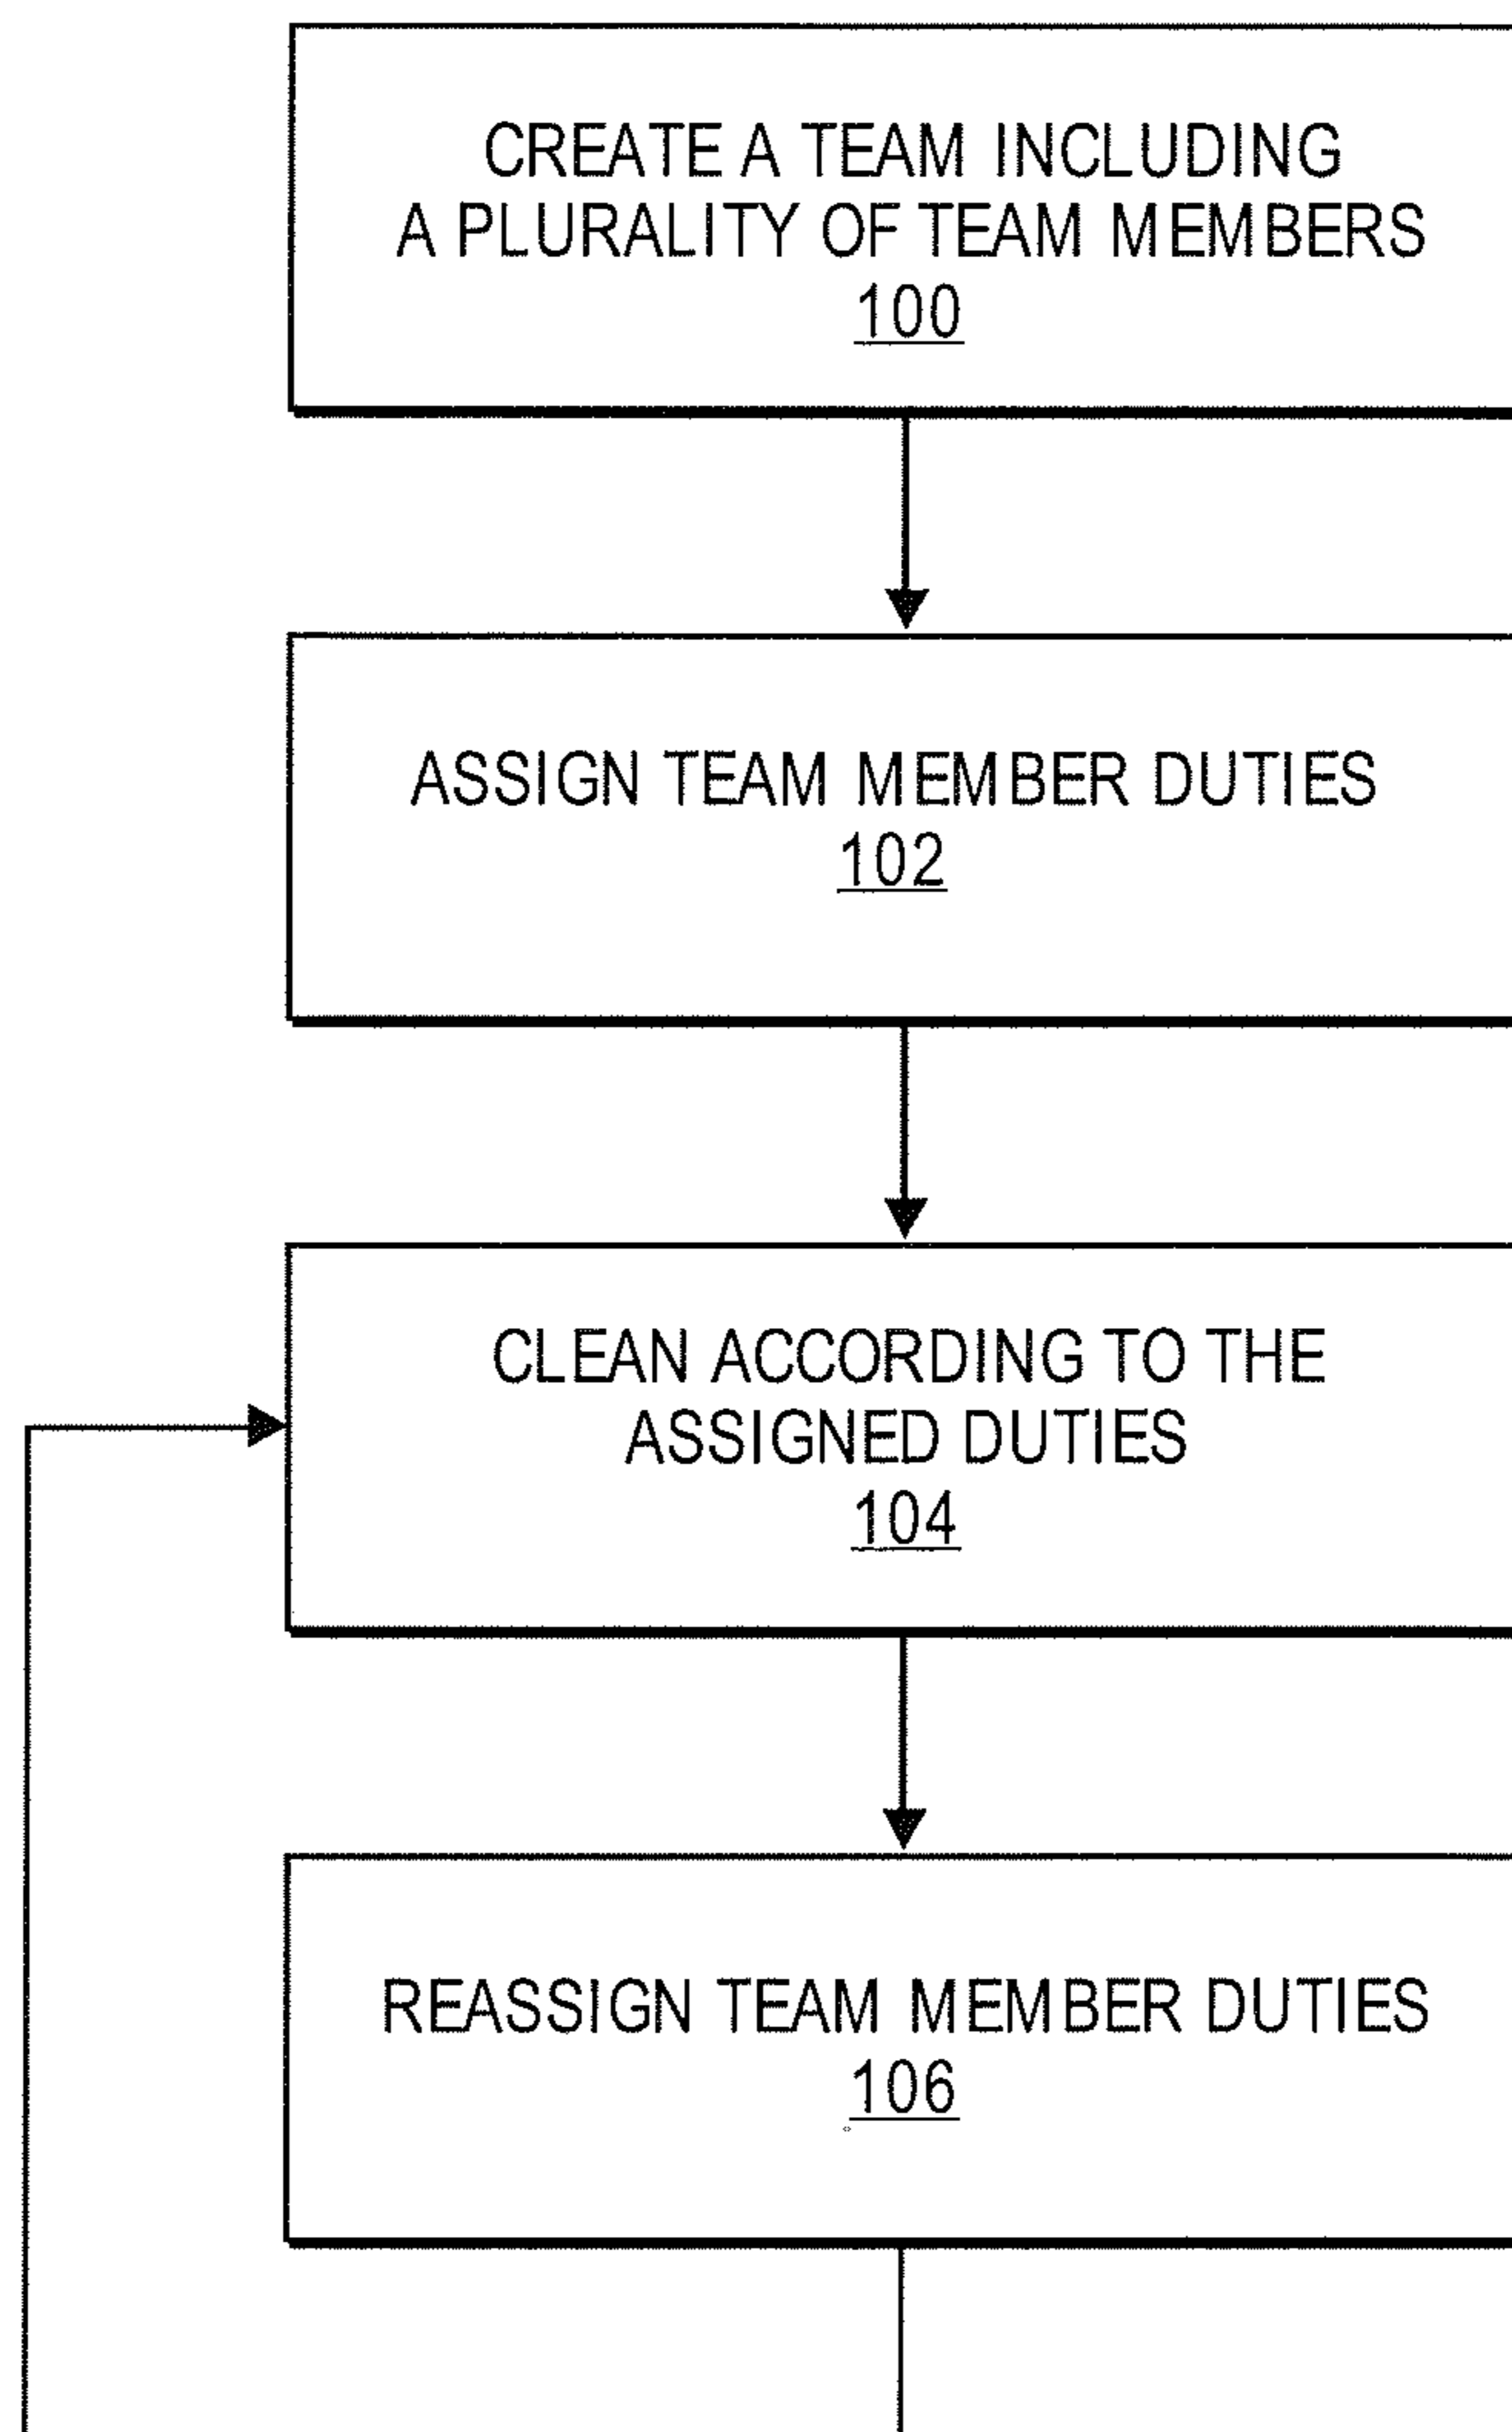 CREATE A TEAM INCLUDING
A PLURALITY OF TEAM MEMBERS
100
ASSIGN TEAM MEMBER DUTIES
102
CLEAN ACCORDING TO THE
ASSIGNED DUTIES
104
REASSIGN TEAM MEMBER DUTIES
106